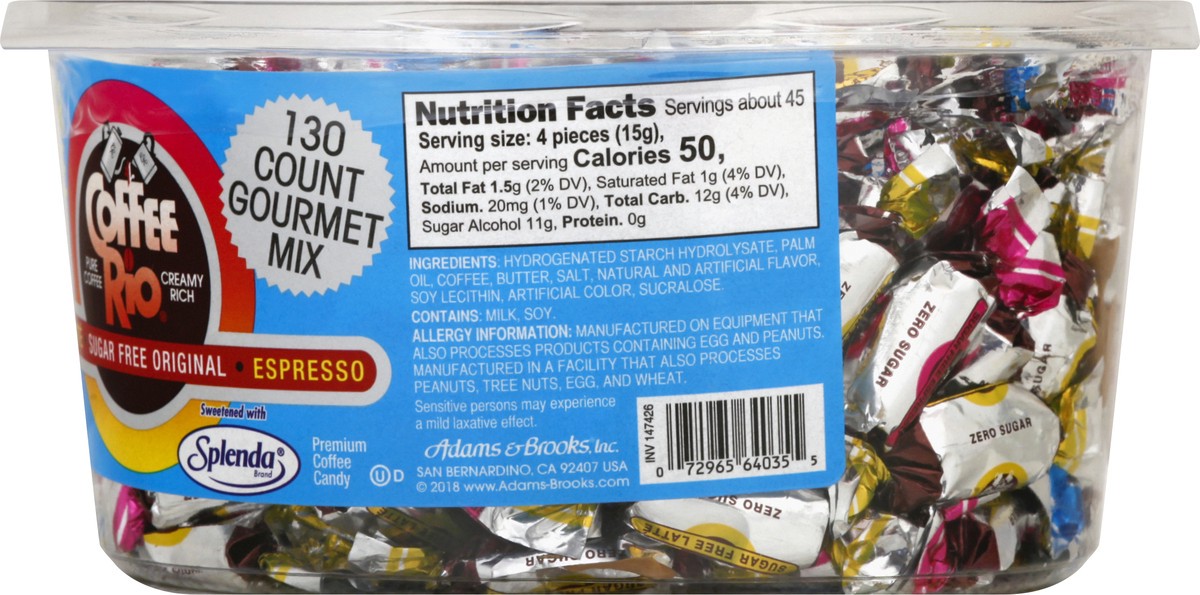 130
COUNT
GOURMET
MIX
COFFEE
RIO®
PURE
COFFEE
CREAMY
RICH
SUGAR FREE ORIGINAL • ESPRESSO
Sweetened with
Splenda®
Brand
Premium
Coffee
Candy
U D
Nutrition Facts Servings about 45
Serving size: 4 pieces (15g),
Amount per serving Calories 50,
Total Fat 1.5g (2% DV), Saturated Fat 1g (4% DV),
Sodium. 20mg (1% DV), Total Carb. 12g (4% DV),
Sugar Alcohol 11g, Protein. 0g
INGREDIENTS: HYDROGENATED STARCH HYDROLYSATE, PALM
OIL, COFFEE, BUTTER, SALT, NATURAL AND ARTIFICIAL FLAVOR,
SOY LECITHIN, ARTIFICIAL COLOR, SUCRALOSE.
CONTAINS: MILK, SOY.
ALLERGY INFORMATION: MANUFACTURED ON EQUIPMENT THAT
ALSO PROCESSES PRODUCTS CONTAINING EGG AND PEANUTS.
MANUFACTURED IN A FACILITY THAT ALSO PROCESSES
PEANUTS, TREE NUTS, EGG, AND WHEAT.
Sensitive persons may experience
a mild laxative effect.
Adams & Brooks, Inc.
SAN BERNARDINO, CA 92407 USA
© 2018 www.Adams-Brooks.com
INV 147426
0 72965 64035 5
ZERO SUGAR
SUGAR
ZERO SUGAR
ZERO SUGAR
SUGAR FREE LATTE
ZERO SUGAR